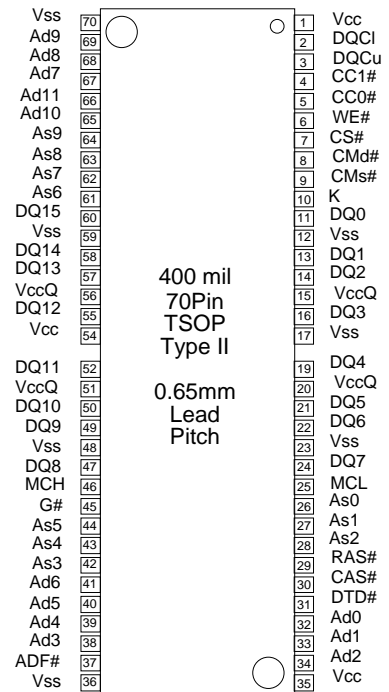 Vss 70
Ad9 69
Ad8 68
Ad7 67
Ad11 66
Ad10 65
As9 64
As8 63
As7 62
As6 61
DQ15 60
Vss 59
DQ14 58
DQ13 57
VccQ 56
DQ12 55
Vcc 54
DQ11 52
VccQ 51
DQ10 50
DQ9 49
Vss 48
DQ8 47
MCH 46
G# 45
As5 44
As4 43
As3 42
Ad6 41
Ad5 40
Ad4 39
Ad3 38
ADF# 37
Vss 36
400 mil
70Pin
TSOP
Type II
0.65mm
Lead
Pitch
1 Vcc
2 DQCl
3 DQCu
4 CC1#
5 CC0#
6 WE#
7 CS#
8 CMd#
9 CMs#
10 K
11 DQ0
12 Vss
13 DQ1
14 DQ2
15 VccQ
16 DQ3
17 Vss
19 DQ4
20 VccQ
21 DQ5
22 DQ6
23 Vss
24 DQ7
25 MCL
26 As0
27 As1
28 As2
29 RAS#
30 CAS#
31 DTD#
32 Ad0
33 Ad1
34 Ad2
35 Vcc